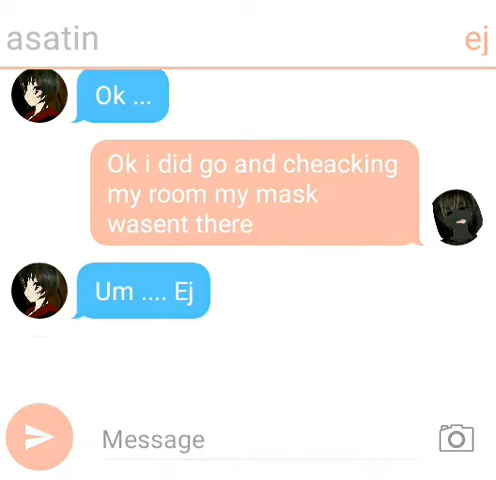 asatin
ej
Ok ...
Ok i did go and cheacking
my room my mask
wasent there
Um .... Ej
Message